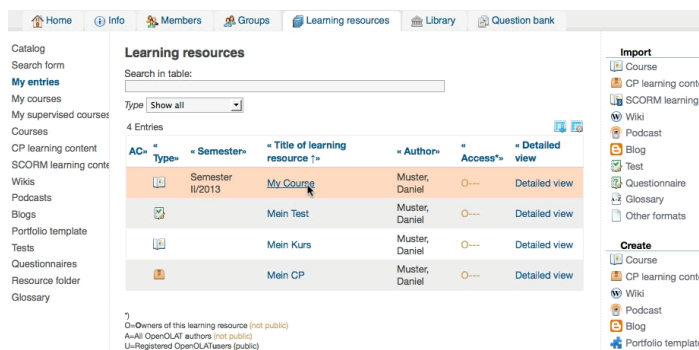 Home Info Members Groups Learning resources Library Question bank
Catalog
Search form
My entries
My courses
My supervised courses
Courses
CP learning content
SCORM learning conte
Wikis
Podcasts
Blogs
Portfolio template
Tests
Questionnaires
Resource folder
Glossary
Learning resources
Search in table:
Type Show all
4 Entries
AC» « Type» « Semester» « Title of learning resource ↑» « Author» « Access*» « Detailed view
Semester II/2013 My Course Muster, Daniel O--- Detailed view
Mein Test Muster, Daniel O--- Detailed view
Mein Kurs Muster, Daniel O--- Detailed view
Mein CP Muster, Daniel O--- Detailed view
*)
O=Owners of this learning resource (not public)
A=All OpenOLAT authors (not public)
U=Registered OpenOLATusers (public)
Import
Course
CP learning conte
SCORM learning
Wiki
Podcast
Blog
Test
Questionnaire
Glossary
Other formats
Create
Course
CP learning conte
Wiki
Podcast
Blog
Portfolio templat